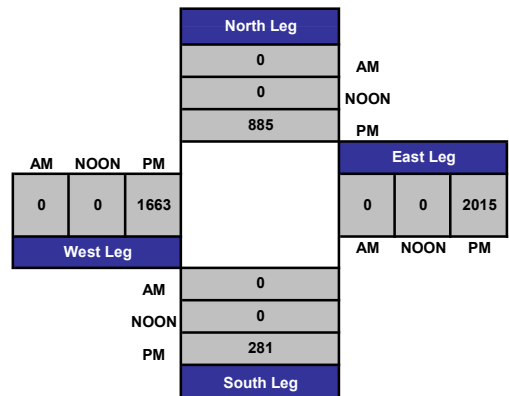 North Leg
0
AM
0
NOON
885
PM
AM NOON PM
East Leg
0 0 1663
0 0 2015
West Leg
AM NOON PM
AM
0
NOON
0
PM
281
South Leg